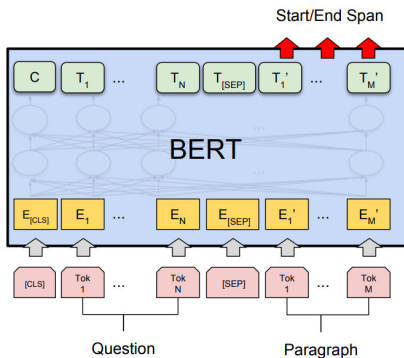 Start/End Span
C T1 ... TN T[SEP] T1' ... TM'
BERT
E[CLS] E1 ... EN E[SEP] E1' ... EM'
[CLS] Tok 1 ... Tok N [SEP] Tok 1 ... Tok M
Question Paragraph